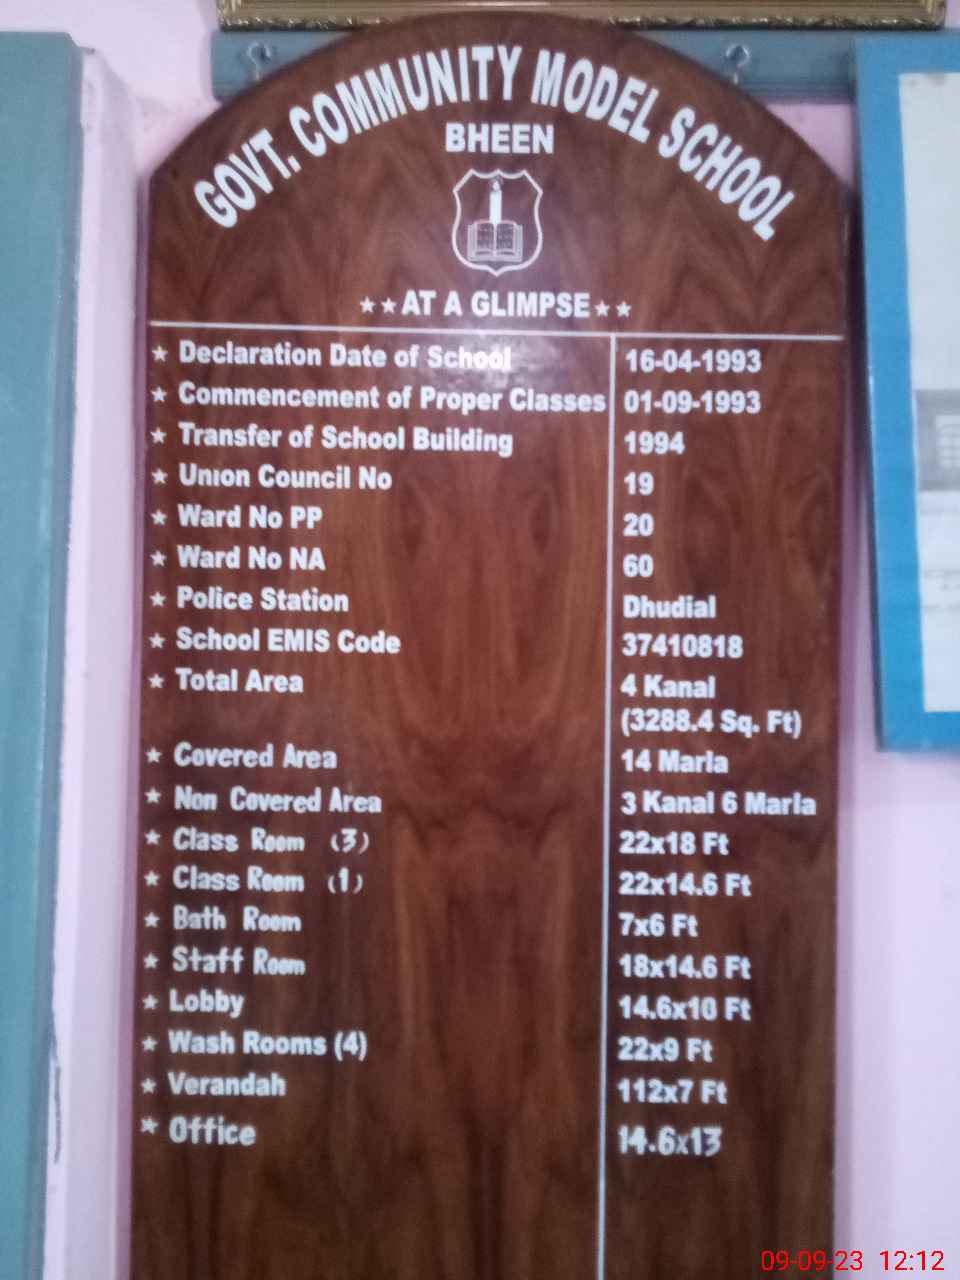 GOVT. COMMUNITY MODEL SCHOOL
BHEEN
★★AT A GLIMPSE★★
★ Declaration Date of School 16-04-1993
★ Commencement of Proper Classes 01-09-1993
★ Transfer of School Building 1994
★ Union Council No 19
★ Ward No PP 20
★ Ward No NA 60
★ Police Station Dhudial
★ School EMIS Code 37410818
★ Total Area 4 Kanal
(3288.4 Sq. Ft)
★ Covered Area 14 Marla
★ Non Covered Area 3 Kanal 6 Marla
★ Class Room (3) 22x18 Ft
★ Class Room (1) 22x14.6 Ft
★ Bath Room 7x6 Ft
★ Staff Room 18x14.6 Ft
★ Lobby 14.6x10 Ft
★ Wash Rooms (4) 22x9 Ft
★ Verandah 112x7 Ft
★ Office 14.6x13
09-09-23 12:12